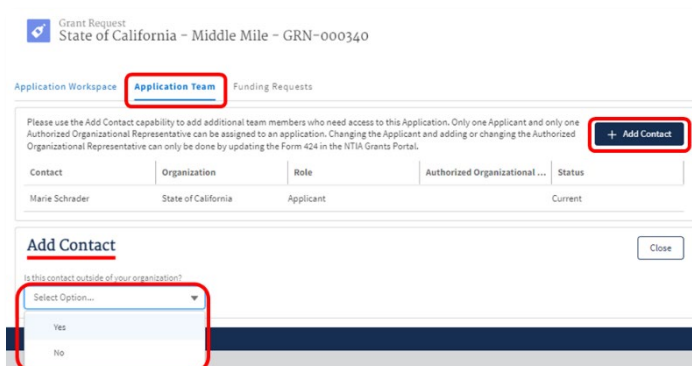 Grant Request
State of California - Middle Mile - GRN-000340
Application Workspace Application Team Funding Requests
Please use the Add Contact capability to add additional team members who need access to this Application. Only one Applicant and only one
Authorized Organizational Representative can be assigned to an application. Changing the Applicant and adding or changing the Authorized
Organizational Representative can only be done by updating the Form 424 in the NTIA Grants Portal.
+ Add Contact
Contact Organization Role Authorized Organizational ... Status
Marie Schrader State of California Applicant Current
Add Contact
Close
Is this contact outside of your organization?
Select Option...
Yes
No